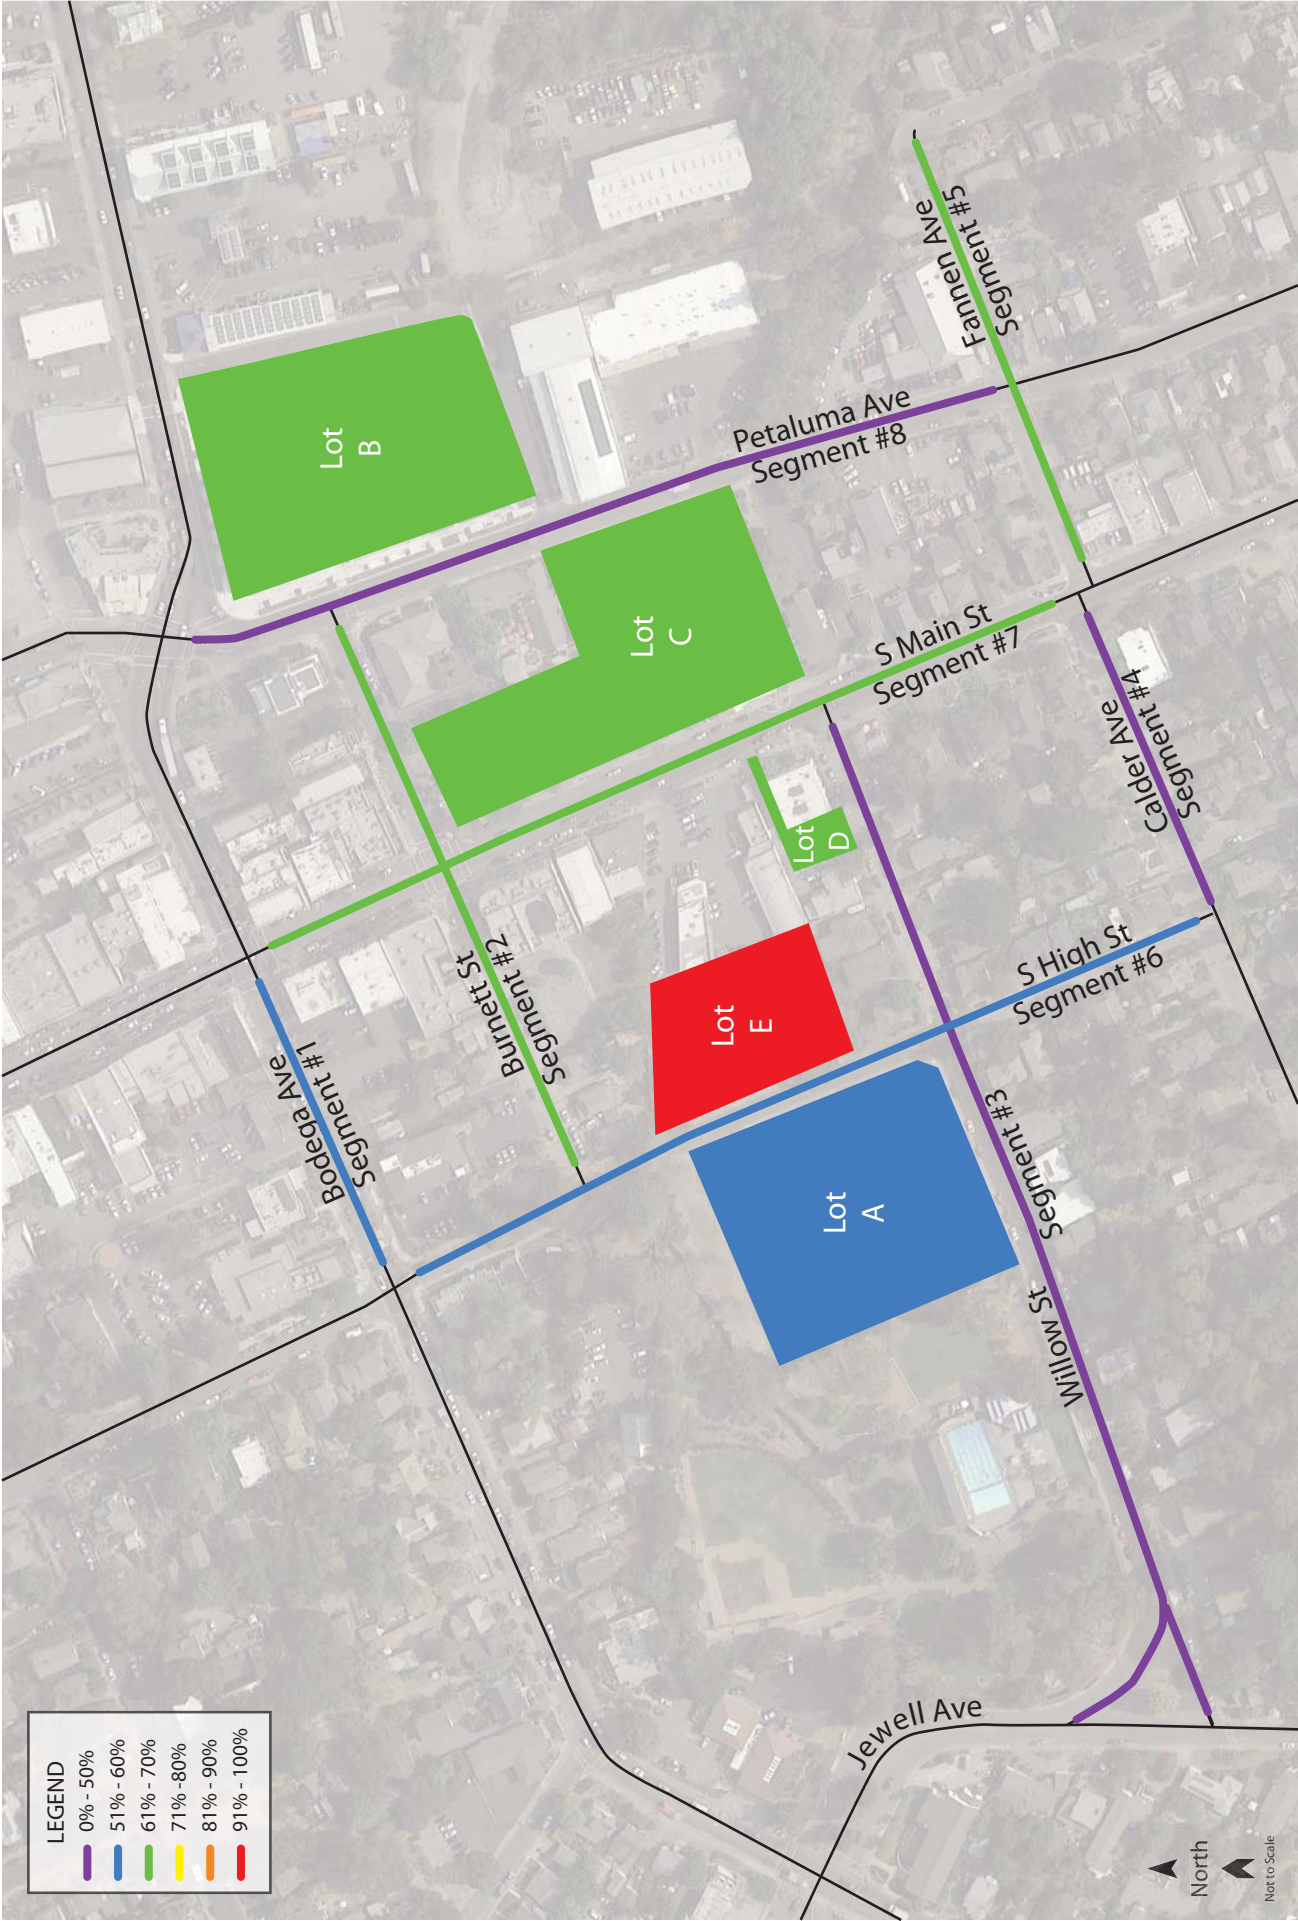 LEGEND
0% - 50%
51% - 60%
61% - 70%
71% -80%
81% - 90%
91% - 100%
Bodega Ave
Segment #1
Burnett St
Segment #2
Lot
B
Lot
C
Petaluma Ave
Segment #8
Lot
E
Lot
D
Lot
A
S Main St
Segment #7
Fannen Ave
Segment #5
S High St
Segment #6
Calder Ave
Segment #4
Willow St
Segment #3
Jewell Ave
North
Not to Scale